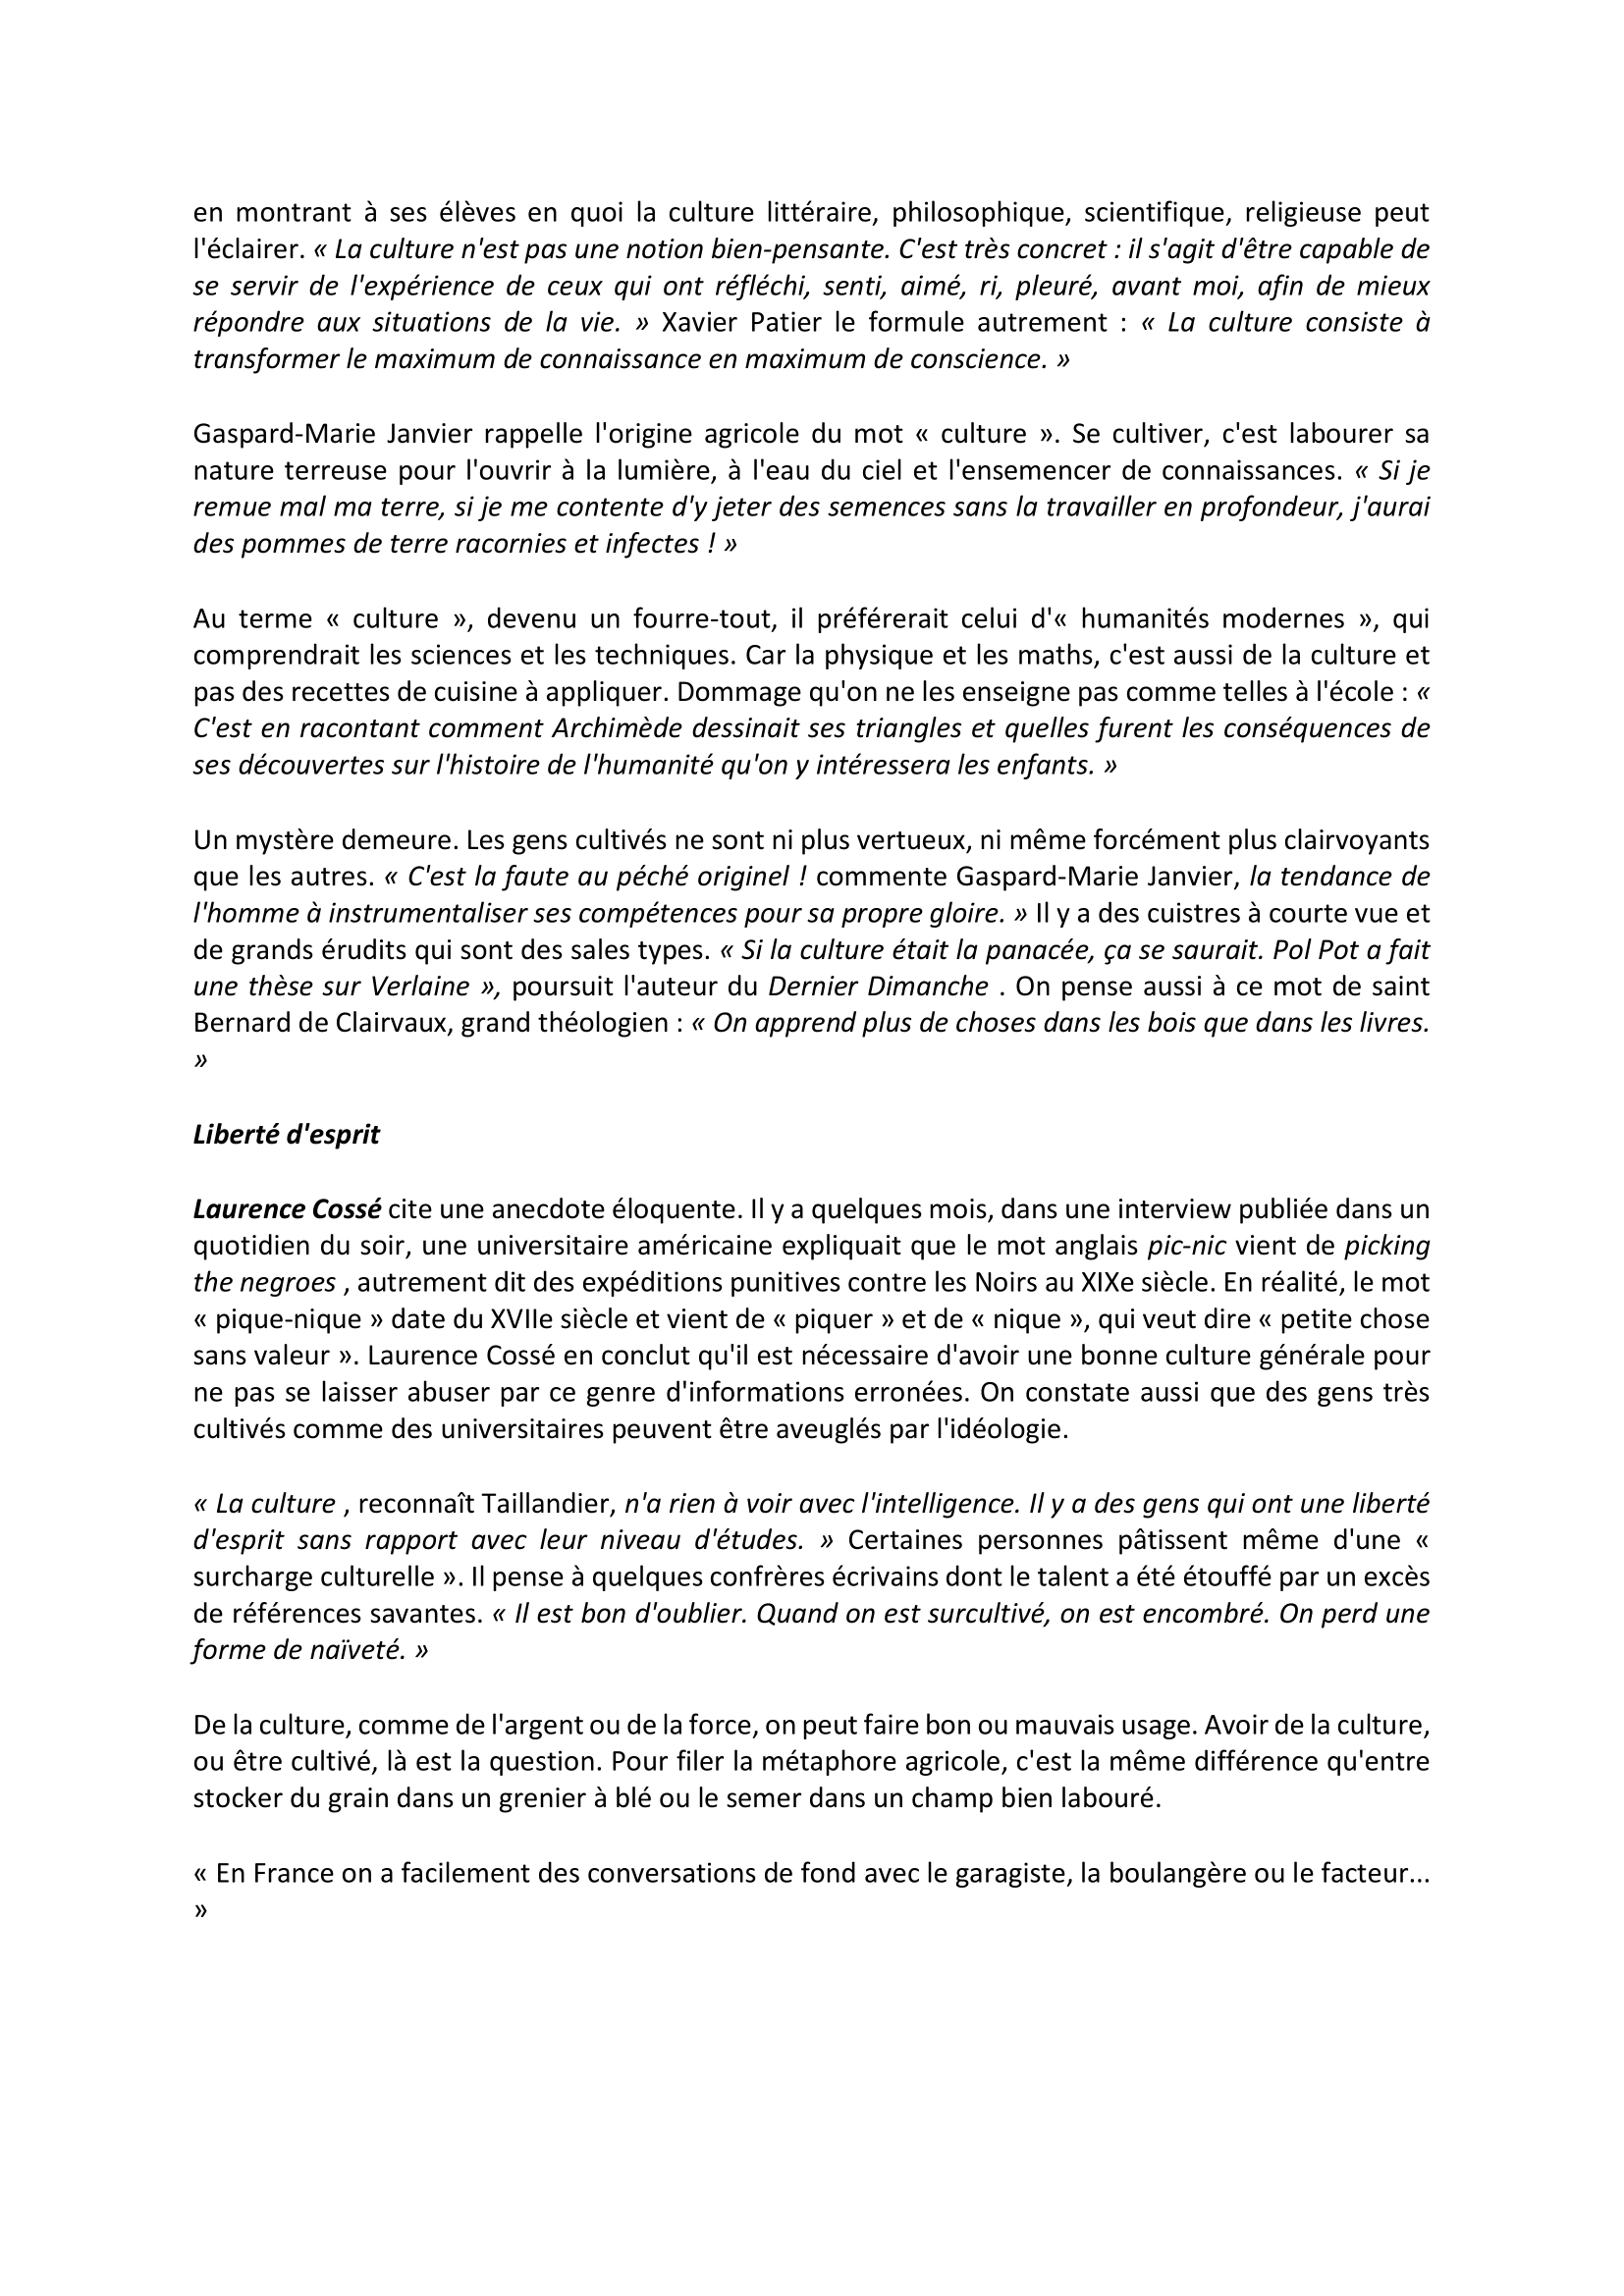 en montrant à ses élèves en quoi la culture littéraire, philosophique, scientifique, religieuse peut
l'éclairer. « La culture n'est pas une notion bien-pensante. C'est très concret : il s'agit d'être capable de
se servir de l'expérience de ceux qui ont réfléchi, senti, aimé, ri, pleuré, avant moi, afin de mieux
répondre aux situations de la vie. » Xavier Patier le formule autrement : « La culture consiste à
transformer le maximum de connaissance en maximum de conscience. »
Gaspard-Marie Janvier rappelle l'origine agricole du mot « culture ». Se cultiver, c'est labourer sa
nature terreuse pour l'ouvrir à la lumière, à l'eau du ciel et l'ensemencer de connaissances. « Si je
remue mal ma terre, si je me contente d'y jeter des semences sans la travailler en profondeur, j'aurai
des pommes de terre racornies et infectes ! »
Au terme « culture », devenu un fourre-tout, il préférerait celui d'« humanités modernes », qui
comprendrait les sciences et les techniques. Car la physique et les maths, c'est aussi de la culture et
pas des recettes de cuisine à appliquer. Dommage qu'on ne les enseigne pas comme telles à l'école : «
C'est en racontant comment Archimède dessinait ses triangles et quelles furent les conséquences de
ses découvertes sur l'histoire de l'humanité qu'on y intéressera les enfants. »
Un mystère demeure. Les gens cultivés ne sont ni plus vertueux, ni même forcément plus clairvoyants
que les autres. « C'est la faute au péché originel ! commente Gaspard-Marie Janvier, la tendance de
l'homme à instrumentaliser ses compétences pour sa propre gloire. » Il y a des cuistres à courte vue et
de grands érudits qui sont des sales types. « Si la culture était la panacée, ça se saurait. Pol Pot a fait
une thèse sur Verlaine », poursuit l'auteur du Dernier Dimanche . On pense aussi à ce mot de saint
Bernard de Clairvaux, grand théologien : « On apprend plus de choses dans les bois que dans les livres.
»
Liberté d'esprit
Laurence Cossé cite une anecdote éloquente. Il y a quelques mois, dans une interview publiée dans un
quotidien du soir, une universitaire américaine expliquait que le mot anglais pic-nic vient de picking
the negroes , autrement dit des expéditions punitives contre les Noirs au XIXe siècle. En réalité, le mot
« pique-nique » date du XVIIe siècle et vient de « piquer » et de « nique », qui veut dire « petite chose
sans valeur ». Laurence Cossé en conclut qu'il est nécessaire d'avoir une bonne culture générale pour
ne pas se laisser abuser par ce genre d'informations erronées. On constate aussi que des gens très
cultivés comme des universitaires peuvent être aveuglés par l'idéologie.
« La culture , reconnaît Taillandier, n'a rien à voir avec l'intelligence. Il y a des gens qui ont une liberté
d'esprit sans rapport avec leur niveau d'études. » Certaines personnes pâtissent même d'une «
surcharge culturelle ». Il pense à quelques confrères écrivains dont le talent a été étouffé par un excès
de références savantes. « Il est bon d'oublier. Quand on est surcultivé, on est encombré. On perd une
forme de naïveté. »
De la culture, comme de l'argent ou de la force, on peut faire bon ou mauvais usage. Avoir de la culture,
ou être cultivé, là est la question. Pour filer la métaphore agricole, c'est la même différence qu'entre
stocker du grain dans un grenier à blé ou le semer dans un champ bien labouré.
« En France on a facilement des conversations de fond avec le garagiste, la boulangère ou le facteur...
»